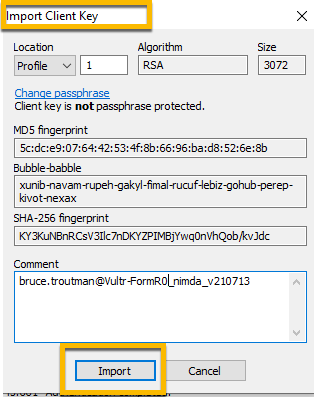 Import Client Key
Location Algorithm Size
Profile 1 RSA 3072
Change passphrase
Client key is not passphrase protected.
MD5 fingerprint
5c:dc:e9:07:64:42:53:4f:8b:66:96:ba:d8:52:6e:8b
Bubble-babble
xunib-navam-rupeh-gakyl-fimal-rucuf-lebiz-gohub-perep-
kivot-nexax
SHA-256 fingerprint
KY3KuNBnRCsV3Ilc7nDKYZPIMBjYwq0nVhQob/kvJdc
Comment
bruce.troutman@Vultr-FormR0_nimda_v210713
Import Cancel